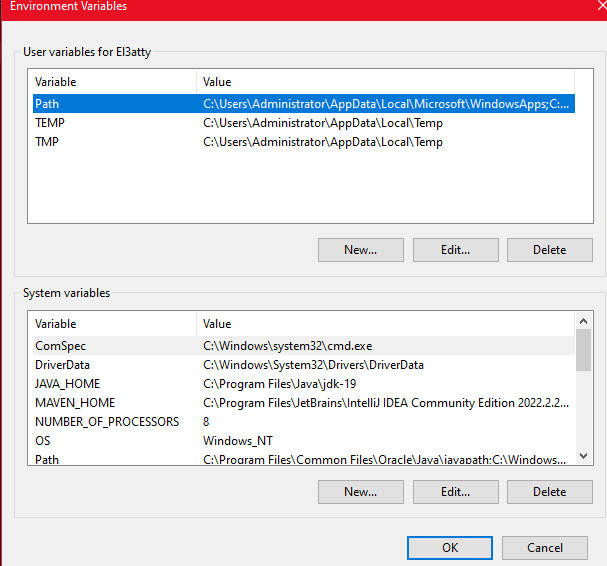 Environment Variables
User variables for El3atty
Variable Value
Path C:\Users\Administrator\AppData\Local\Microsoft\WindowsApps;C:...
TEMP C:\Users\Administrator\AppData\Local\Temp
TMP C:\Users\Administrator\AppData\Local\Temp
New... Edit... Delete
System variables
Variable Value
ComSpec C:\Windows\system32\cmd.exe
DriverData C:\Windows\System32\Drivers\DriverData
JAVA_HOME C:\Program Files\Java\jdk-19
MAVEN_HOME C:\Program Files\JetBrains\IntelliJ IDEA Community Edition 2022.2.2...
NUMBER_OF_PROCESSORS 8
OS Windows_NT
Path C:\Program Files\Common Files\Oracle\Java\javapath;C:\Windows...
New... Edit... Delete
OK Cancel